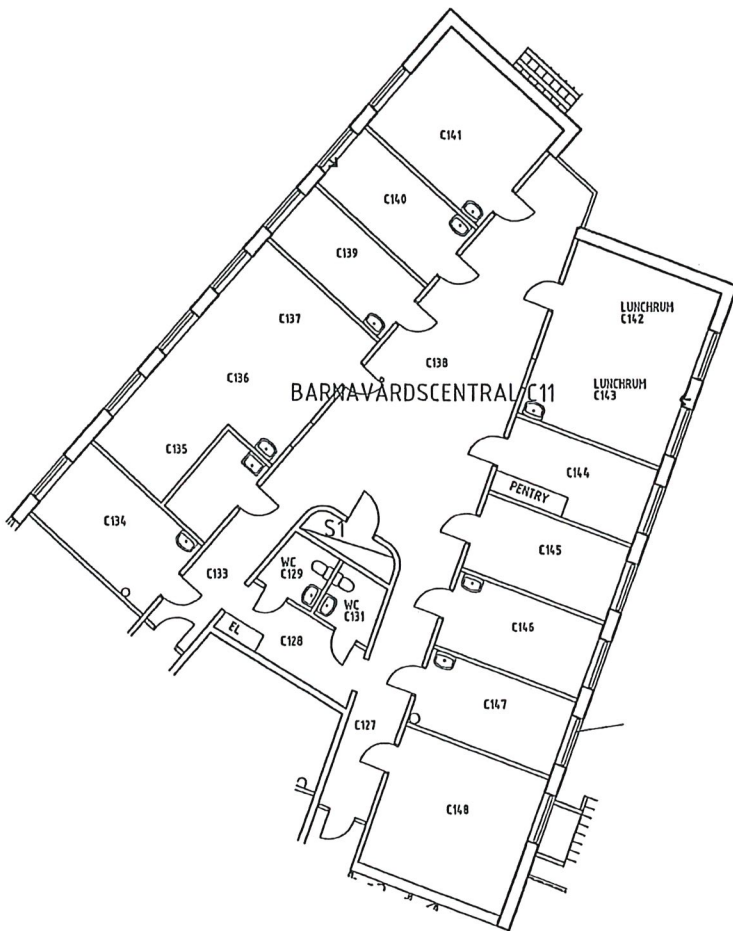 C141
C140
C139
C137
C138
C136
C135
C134
C133
LUNCHRUM
C142
LUNCHRUM
C143
BARNAVÅRDSCENTRAL C11
C144
PENTRY
C145
C146
C147
C148
S1
WC
C129
WC
C131
EL
C128
C127